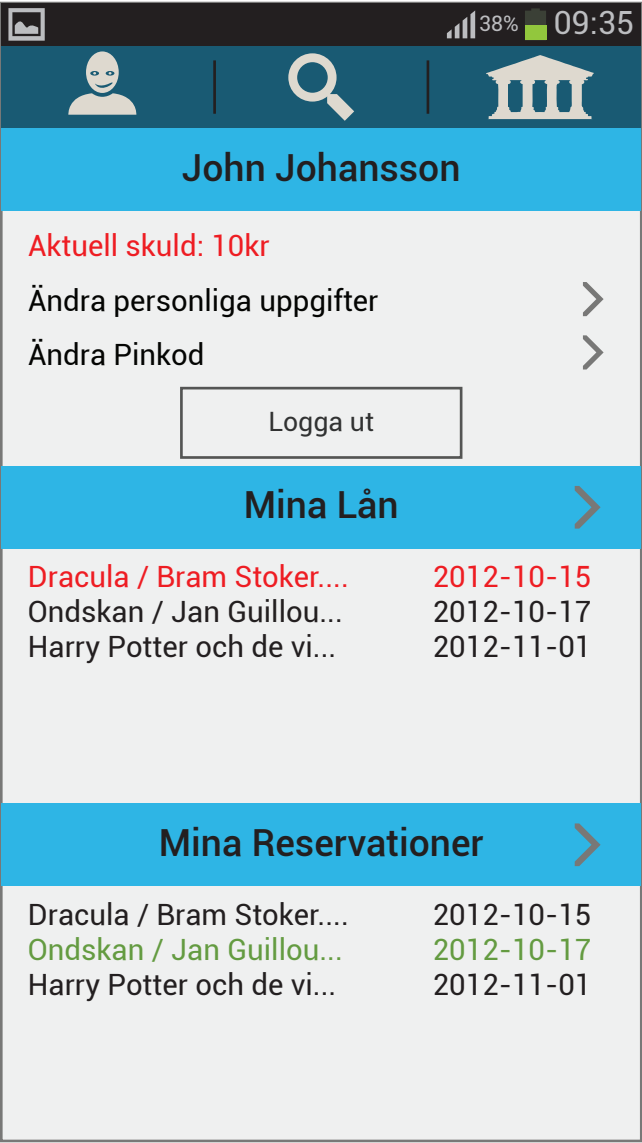 38% 09:35
John Johansson
Aktuell skuld: 10kr
Ändra personliga uppgifter
Ändra Pinkod
Logga ut
Mina Lån
Dracula / Bram Stoker.... 2012-10-15
Ondskan / Jan Guillou... 2012-10-17
Harry Potter och de vi... 2012-11-01
Mina Reservationer
Dracula / Bram Stoker.... 2012-10-15
Ondskan / Jan Guillou... 2012-10-17
Harry Potter och de vi... 2012-11-01